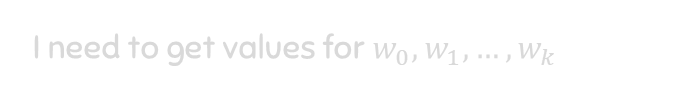 I need to get values for w₀, w₁, … , wₖ